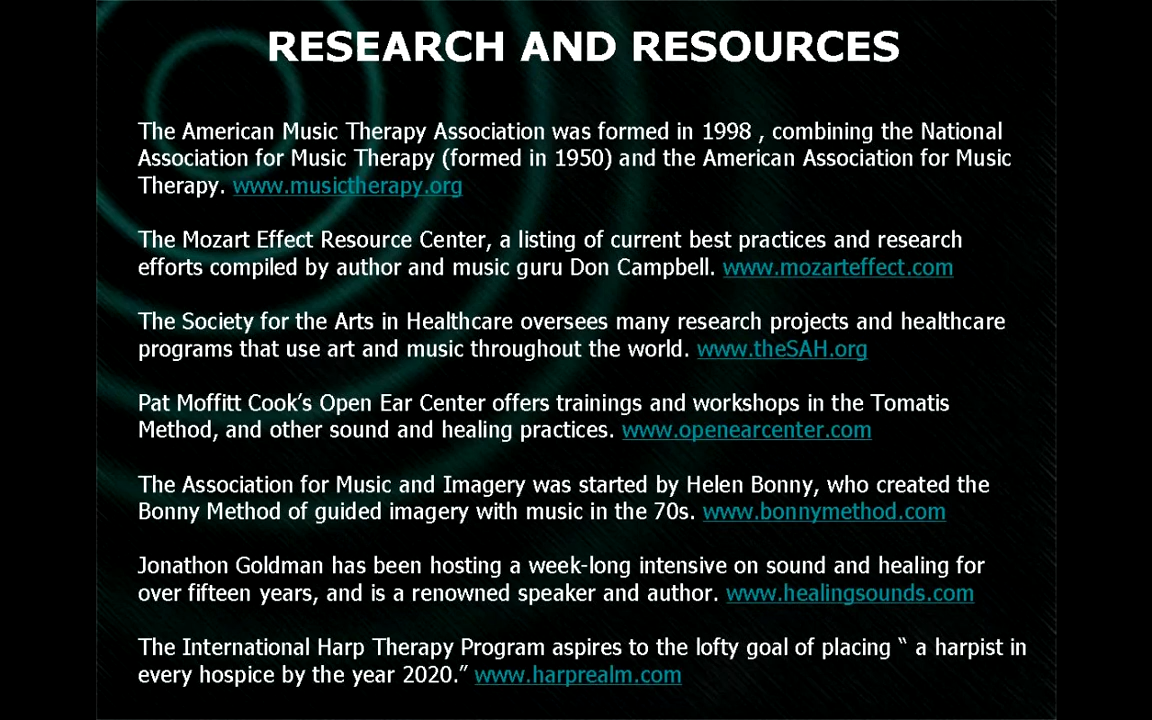 RESEARCH AND RESOURCES
The American Music Therapy Association was formed in 1998 , combining the National
Association for Music Therapy (formed in 1950) and the American Association for Music
Therapy. www.musictherapy.org
The Mozart Effect Resource Center, a listing of current best practices and research
efforts compiled by author and music guru Don Campbell. www.mozarteffect.com
The Society for the Arts in Healthcare oversees many research projects and healthcare
programs that use art and music throughout the world. www.theSAH.org
Pat Moffitt Cook’s Open Ear Center offers trainings and workshops in the Tomatis
Method, and other sound and healing practices. www.openearcenter.com
The Association for Music and Imagery was started by Helen Bonny, who created the
Bonny Method of guided imagery with music in the 70s. www.bonnymethod.com
Jonathon Goldman has been hosting a week-long intensive on sound and healing for
over fifteen years, and is a renowned speaker and author. www.healingsounds.com
The International Harp Therapy Program aspires to the lofty goal of placing “ a harpist in
every hospice by the year 2020.” www.harprealm.com